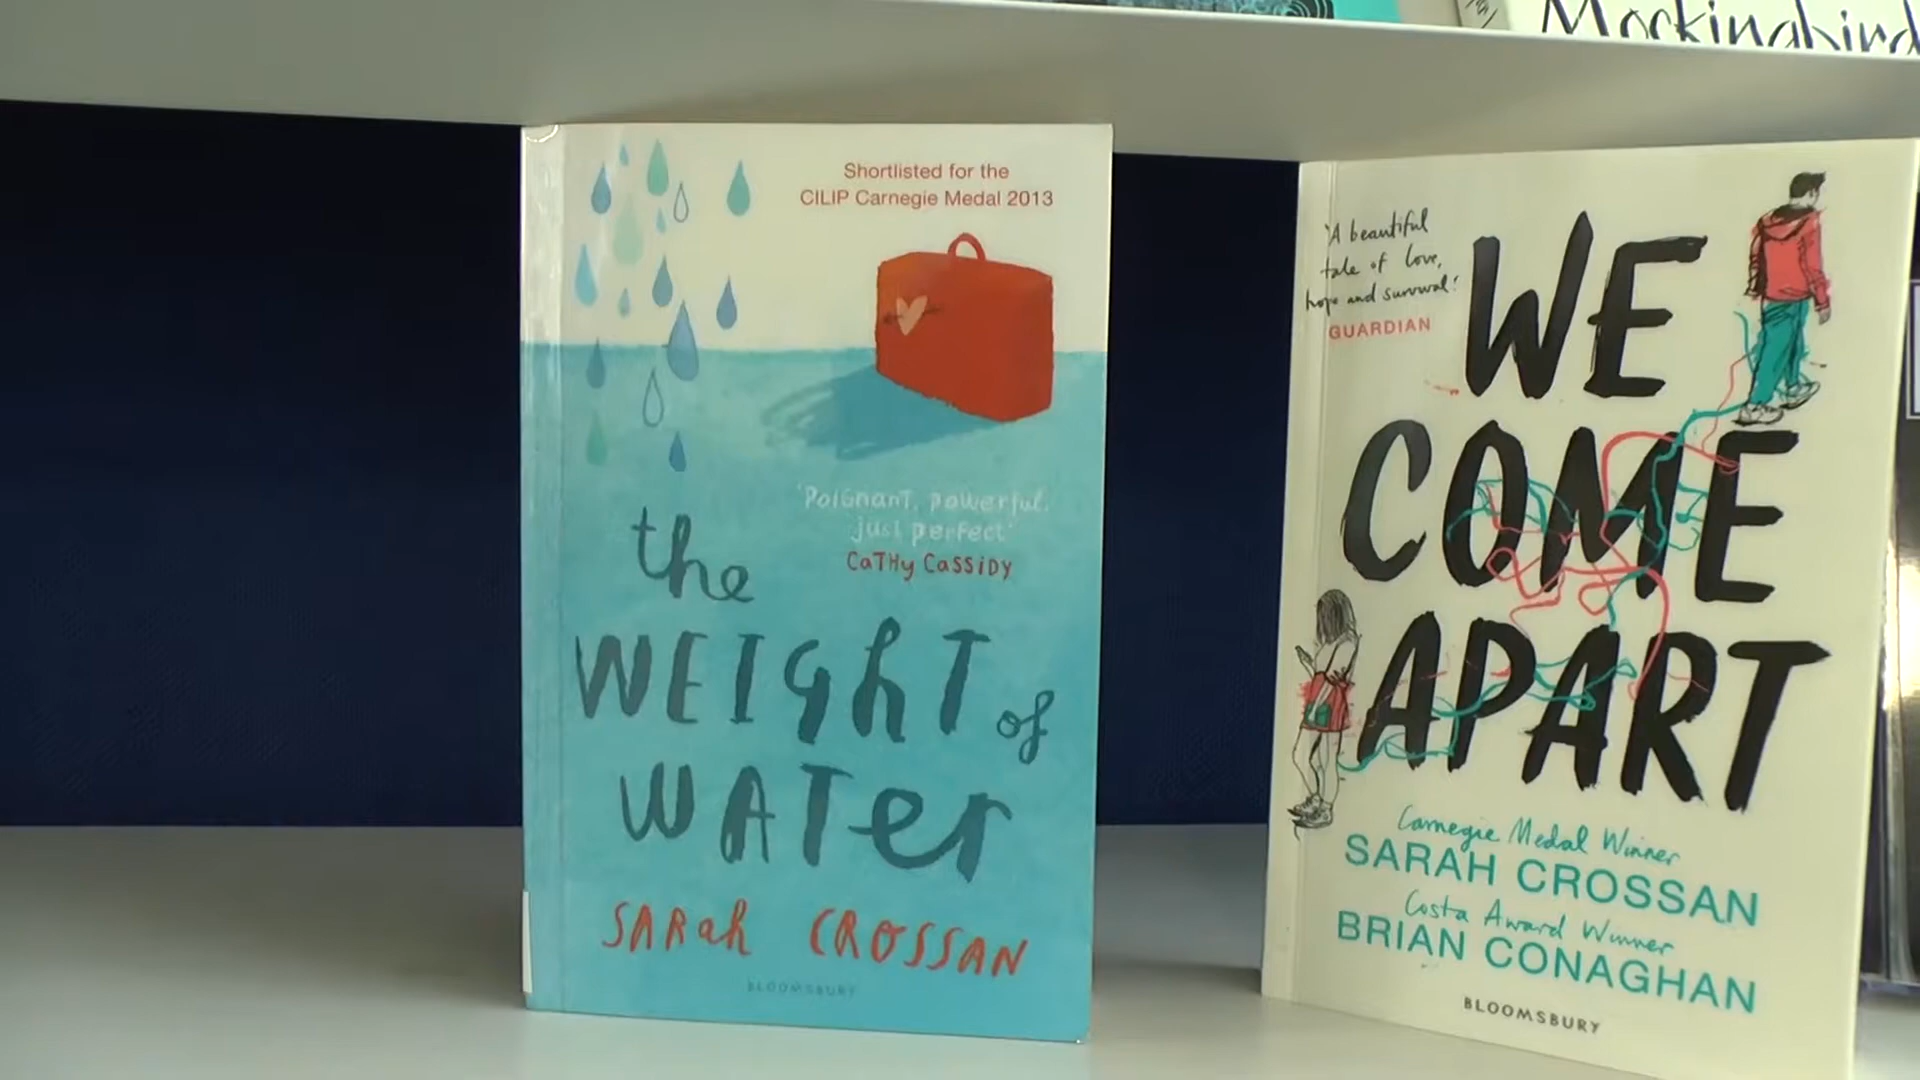 Mockingbird
Shortlisted for the
CILIP Carnegie Medal 2013
'Poignant, powerful,
just perfect'
CaTHy CaSSiDY
the
WEIghT of
WATer
SARah CROSSAN
BLOOMSBURY
'A beautiful
tale of love,
hope and survival.'
GUARDIAN
WE
COME
APART
Carnegie Medal Winner
SARAH CROSSAN
Costa Award Winner
BRIAN CONAGHAN
BLOOMSBURY